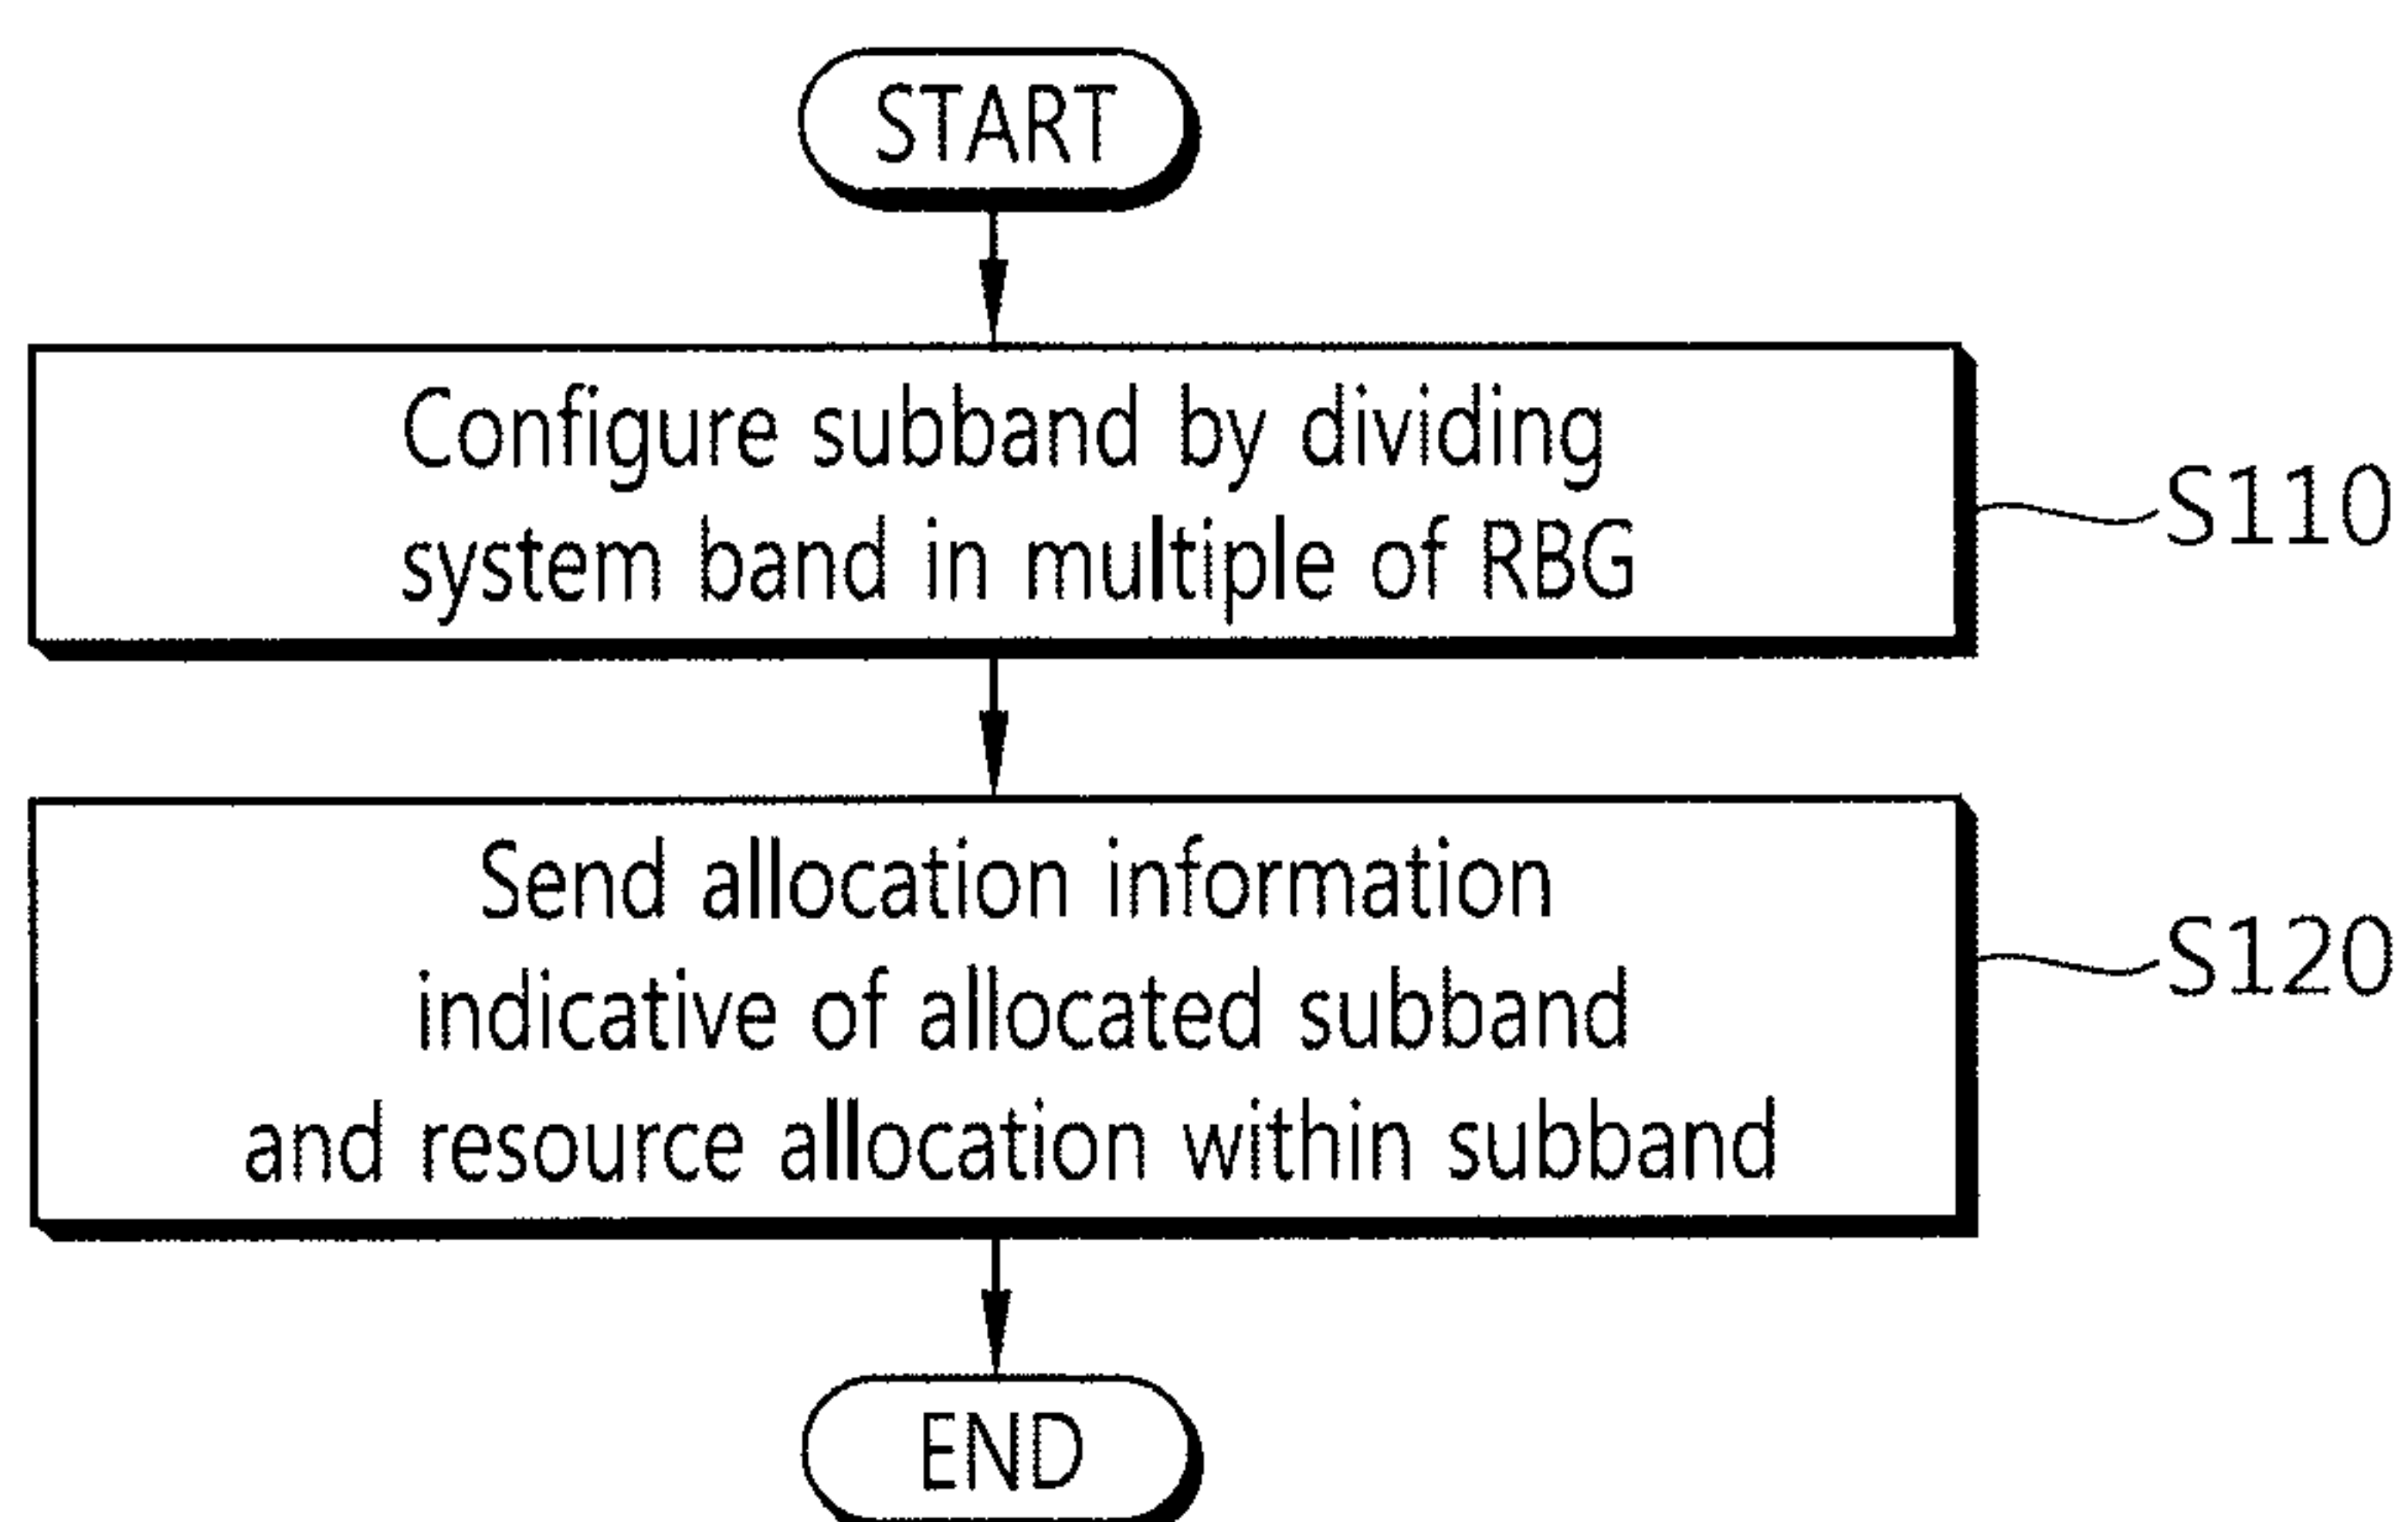 START
Configure subband by dividing
system band in multiple of RBG
S110
Send allocation information
indicative of allocated subband
and resource allocation within subband
S120
END